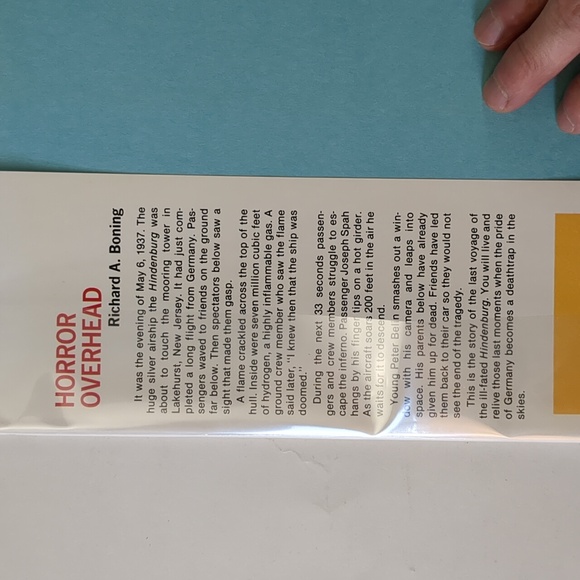 HORROR
OVERHEAD
Richard A. Boning
It was the evening of May 6, 1937. The
huge silver airship the Hindenburg was
about to touch the mooring tower in
Lakehurst, New Jersey. It had just com-
pleted a long flight from Germany. Pas-
sengers waved to friends on the ground
far below. Then spectators below saw a
sight that made them gasp.
A flame crackled across the top of the
hull. Inside were seven million cubic feet
of hydrogen, a highly inflammable gas. A
ground crew member who saw the flame
said later, "I knew then that the ship was
doomed."
During the next 33 seconds passen-
gers and crew members struggle to es-
cape the inferno. Passenger Joseph Spah
hangs by his finger tips on a hot girder.
As the aircraft soars 200 feet in the air he
waits for it to descend.
Young Peter Belin smashes out a win-
dow with his camera and leaps into
space. His parents below have already
given him up for dead. Friends have led
them back to their car so they would not
see the end of the tragedy.
This is the story of the last voyage of
the ill-fated Hindenburg. You will live and
relive those last moments when the pride
of Germany becomes a deathtrap in the
skies.